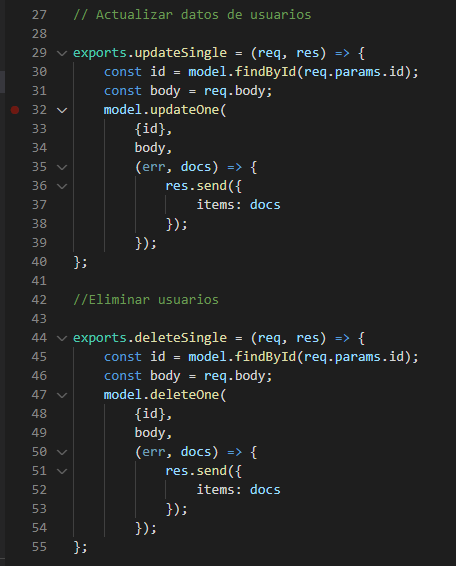 27 // Actualizar datos de usuarios
28
29 exports.updateSingle = (req, res) => {
30     const id = model.findById(req.params.id);
31     const body = req.body;
32     model.updateOne(
33         {id},
34         body,
35         (err, docs) => {
36             res.send({
37                 items: docs
38             });
39         });
40 };
41
42 //Eliminar usuarios
43
44 exports.deleteSingle = (req, res) => {
45     const id = model.findById(req.params.id);
46     const body = req.body;
47     model.deleteOne(
48         {id},
49         body,
50         (err, docs) => {
51             res.send({
52                 items: docs
53             });
54         });
55 };